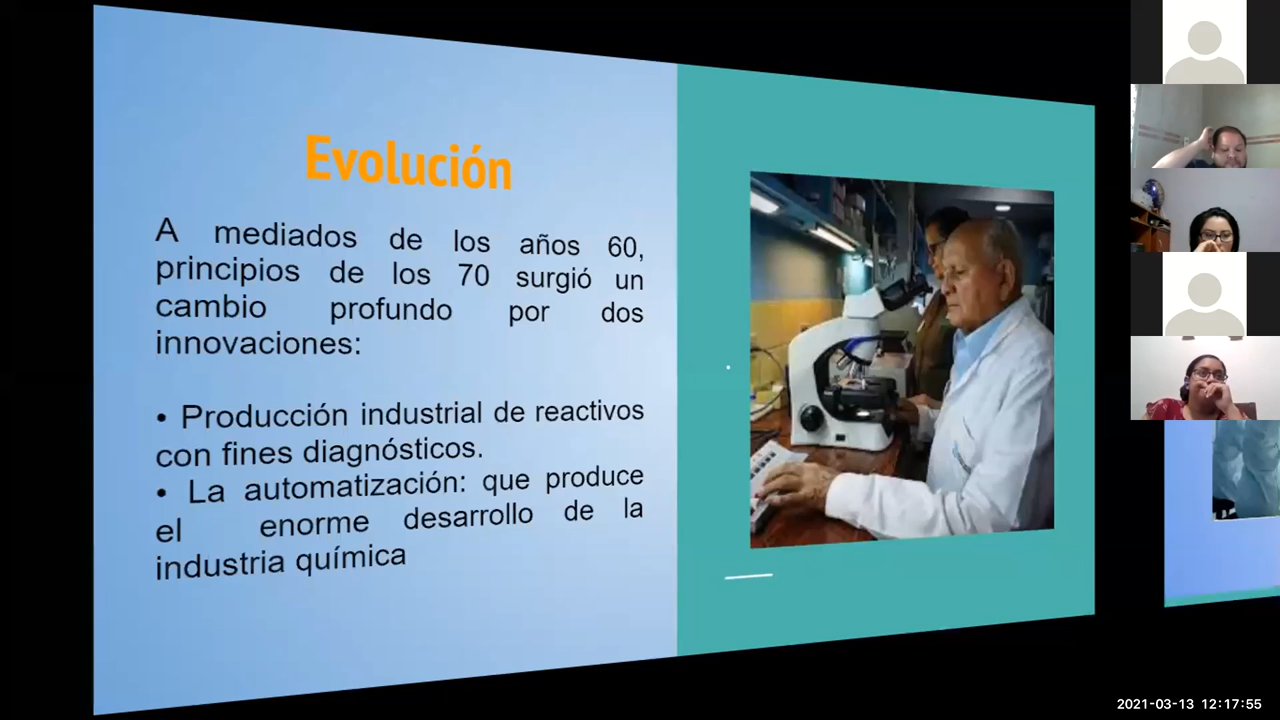 Evolución
A mediados de los años 60,
principios de los 70 surgió un
cambio profundo por dos
innovaciones:
• Producción industrial de reactivos
con fines diagnósticos.
• La automatización: que produce
el enorme desarrollo de la
industria química
2021-03-13 12:17:55